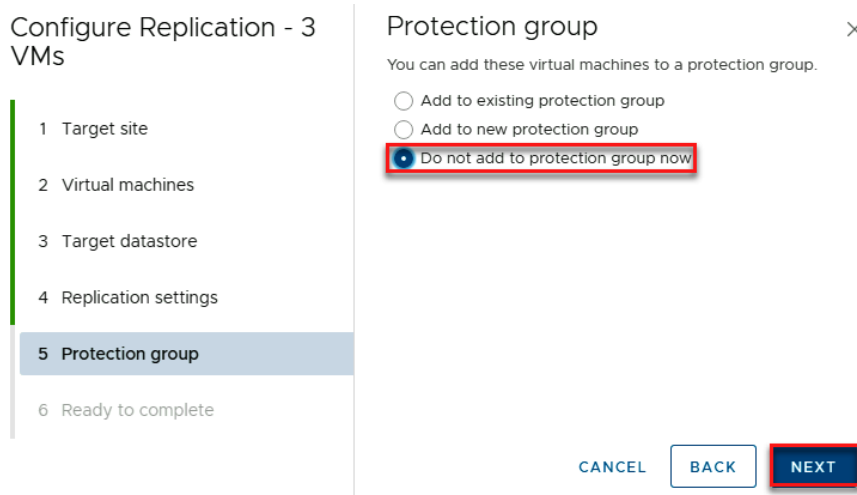 Configure Replication - 3
VMs
1 Target site
2 Virtual machines
3 Target datastore
4 Replication settings
5 Protection group
6 Ready to complete
Protection group
You can add these virtual machines to a protection group.
Add to existing protection group
Add to new protection group
Do not add to protection group now
CANCEL
BACK
NEXT